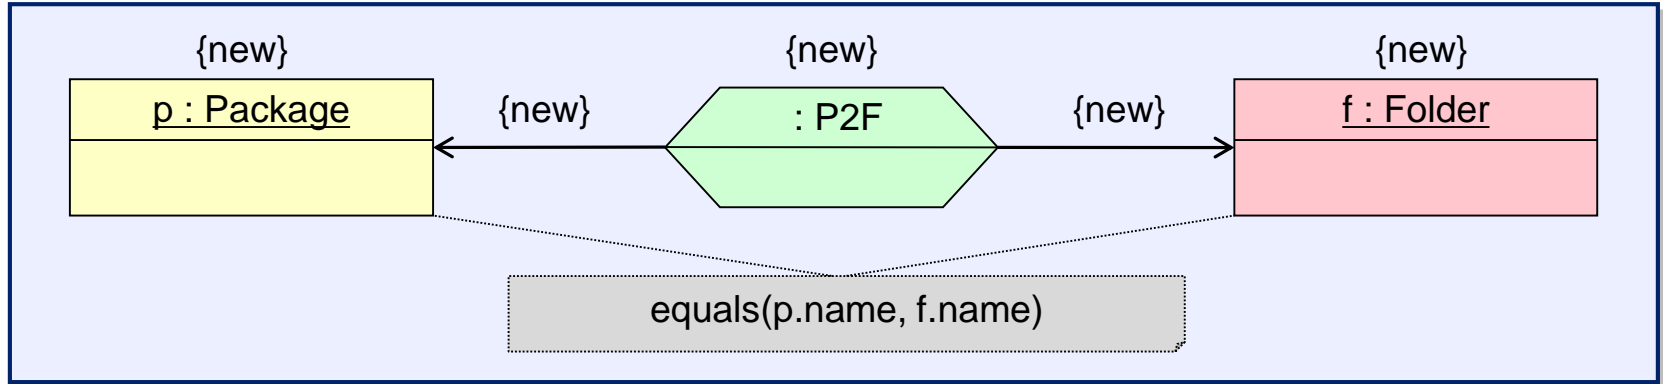 {new} {new} {new}
p : Package {new} : P2F {new} f : Folder
equals(p.name, f.name)